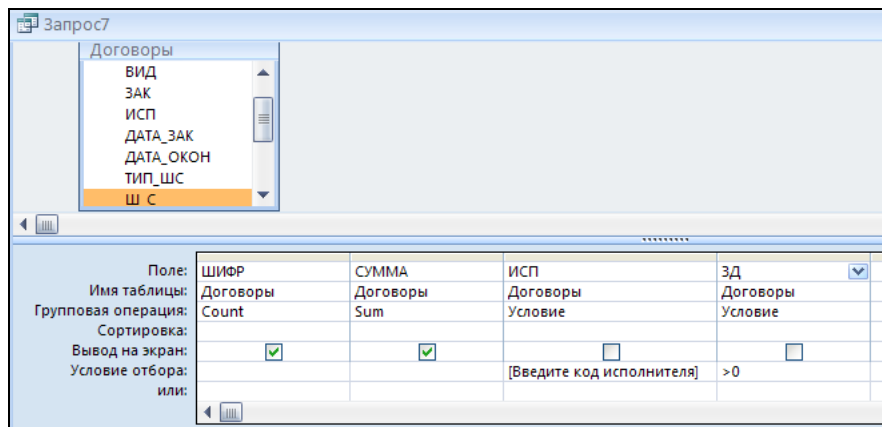 Запрос7
Договоры
ВИД
ЗАК
ИСП
ДАТА_ЗАК
ДАТА_ОКОН
ТИП_ШС
Ш_С
Поле: ШИФР СУММА ИСП ЗД
Имя таблицы: Договоры Договоры Договоры Договоры
Групповая операция: Count Sum Условие Условие
Сортировка:
Вывод на экран:
Условие отбора: [Введите код исполнителя] >0
или: